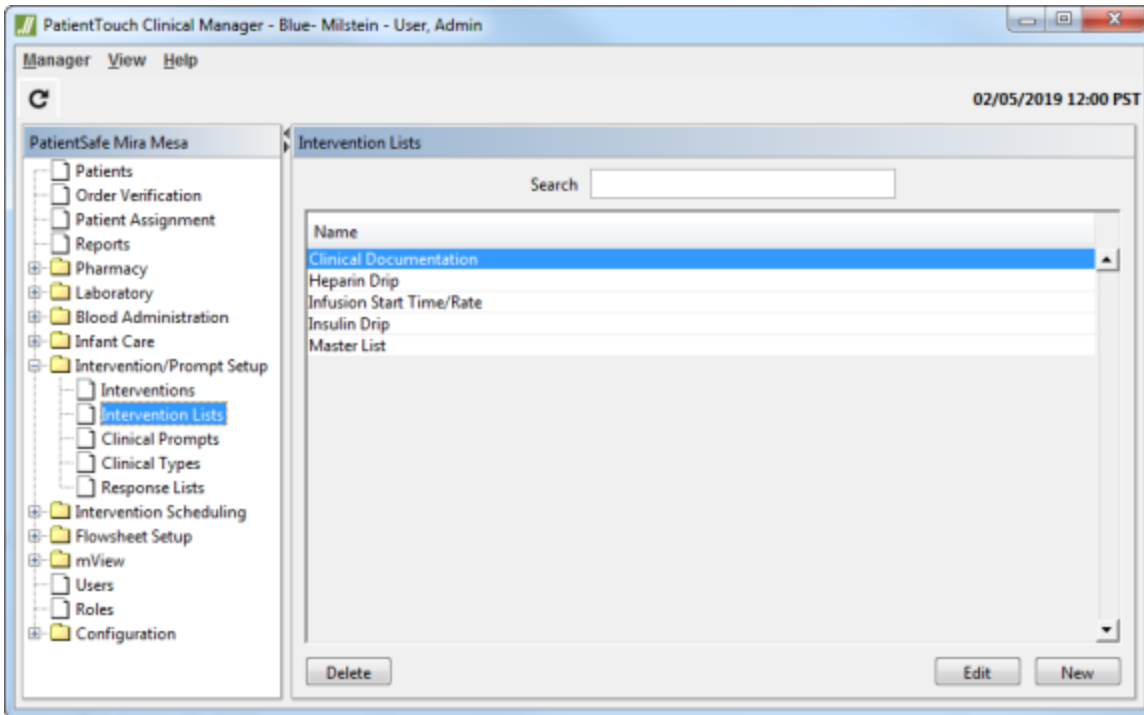 PatientTouch Clinical Manager - Blue- Milstein - User, Admin
Manager View Help
02/05/2019 12:00 PST
PatientSafe Mira Mesa
Patients
Order Verification
Patient Assignment
Reports
Pharmacy
Laboratory
Blood Administration
Infant Care
Intervention/Prompt Setup
Interventions
Intervention Lists
Clinical Prompts
Clinical Types
Response Lists
Intervention Scheduling
Flowsheet Setup
mView
Users
Roles
Configuration
Intervention Lists
Search
Name
Clinical Documentation
Heparin Drip
Infusion Start Time/Rate
Insulin Drip
Master List
Delete Edit New